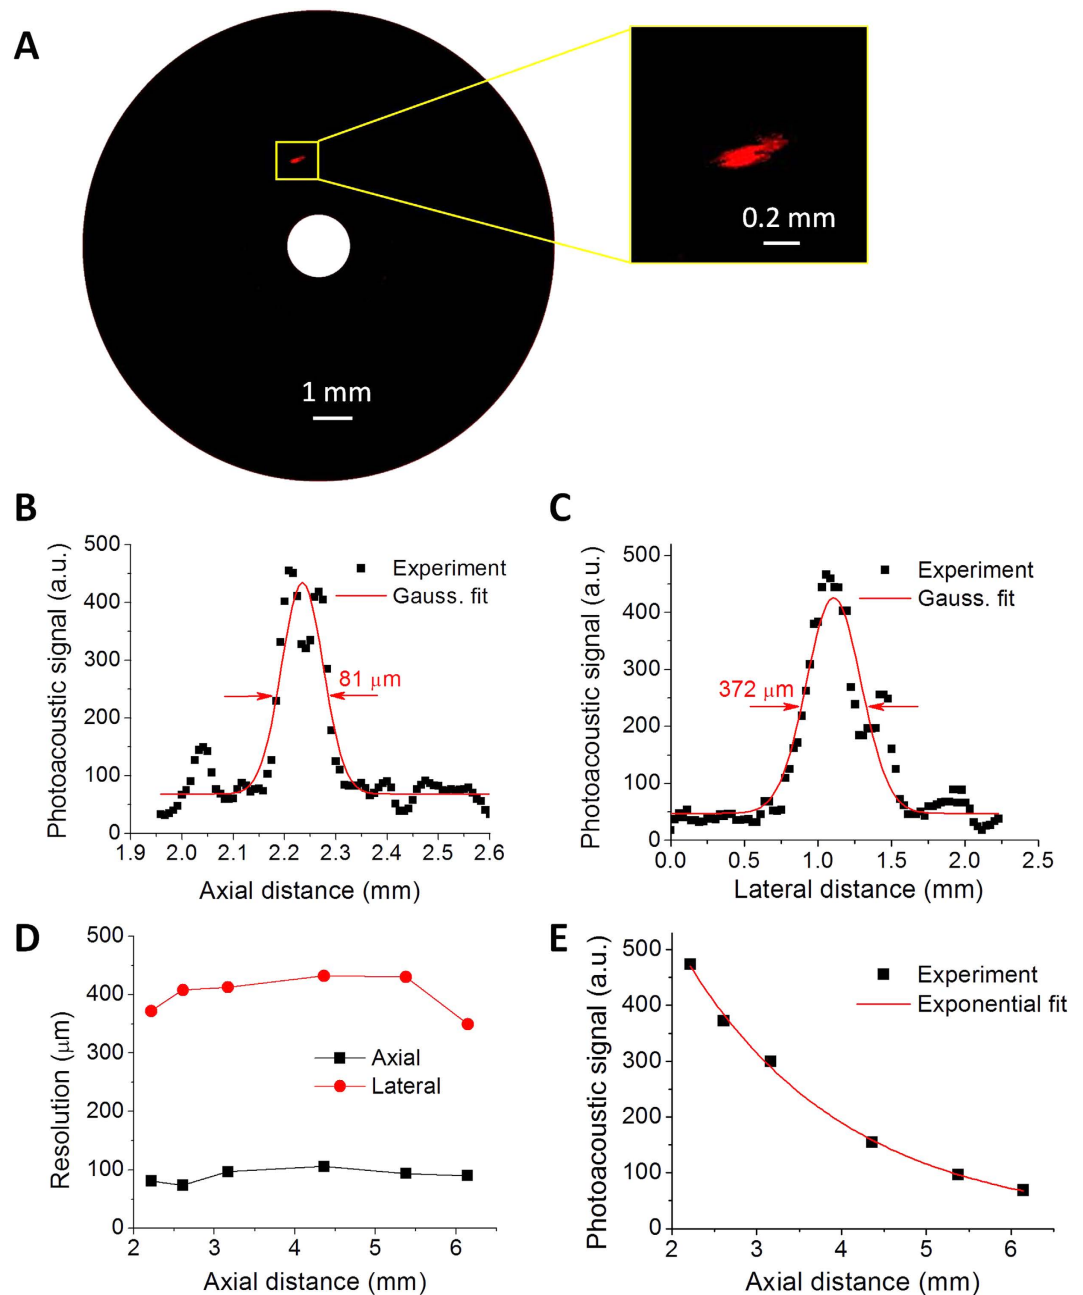 A
0.2 mm
1 mm
B
Photoacoustic signal (a.u.)
500
400
300
200
100
0
1.9 2.0 2.1 2.2 2.3 2.4 2.5 2.6
Axial distance (mm)
Experiment
Gauss. fit
81 μm
C
Photoacoustic signal (a.u.)
500
400
300
200
100
0
0.0 0.5 1.0 1.5 2.0 2.5
Lateral distance (mm)
Experiment
Gauss. fit
372 μm
D
Resolution (μm)
500
400
300
200
100
0
2 3 4 5 6
Axial distance (mm)
Axial
Lateral
E
Photoacoustic signal (a.u.)
500
400
300
200
100
0
2 3 4 5 6
Axial distance (mm)
Experiment
Exponential fit